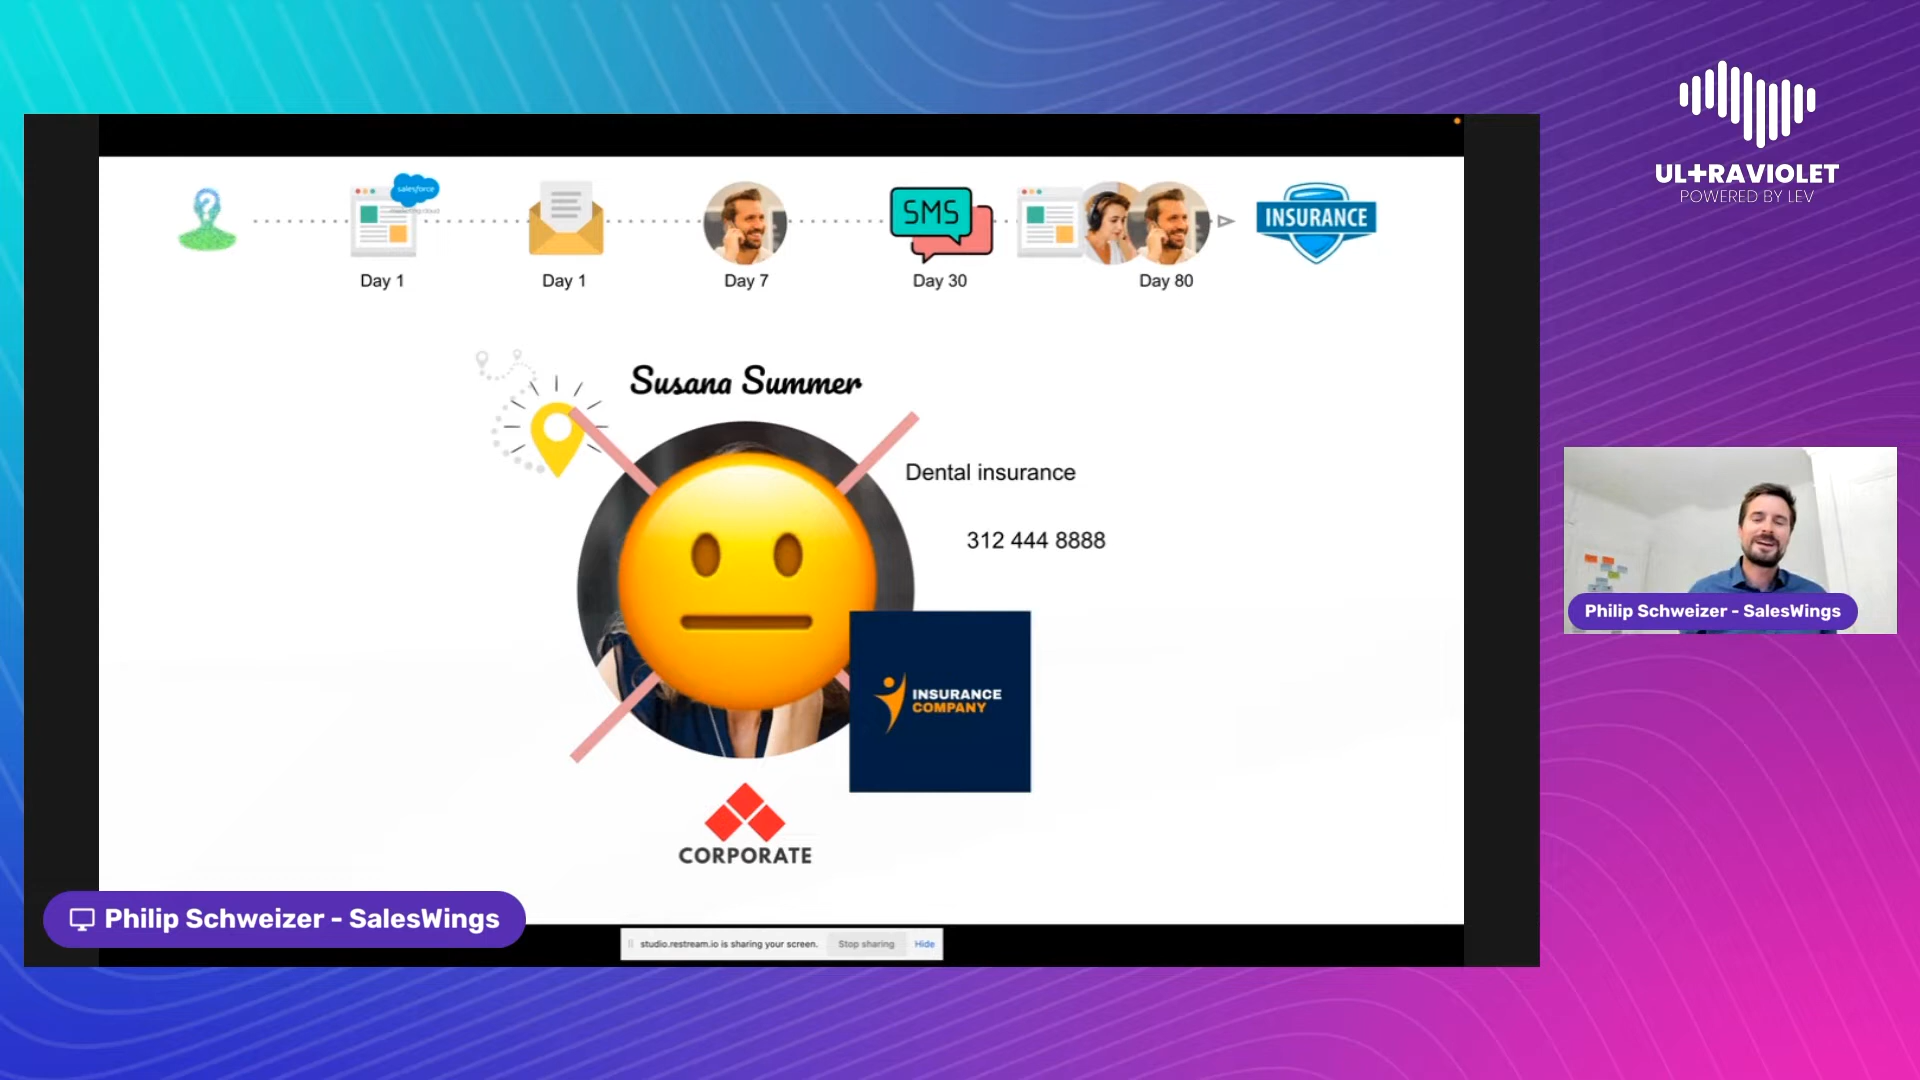 UL+RAVIOLET
POWERED BY LEV
salesforce
SMS
INSURANCE
Day 1
Day 1
Day 7
Day 30
Day 80
Susana Summer
Dental insurance
312 444 8888
INSURANCE
COMPANY
CORPORATE
Philip Schweizer - SalesWings
Philip Schweizer - SalesWings
studio.restream.io is sharing your screen.
Stop sharing
Hide